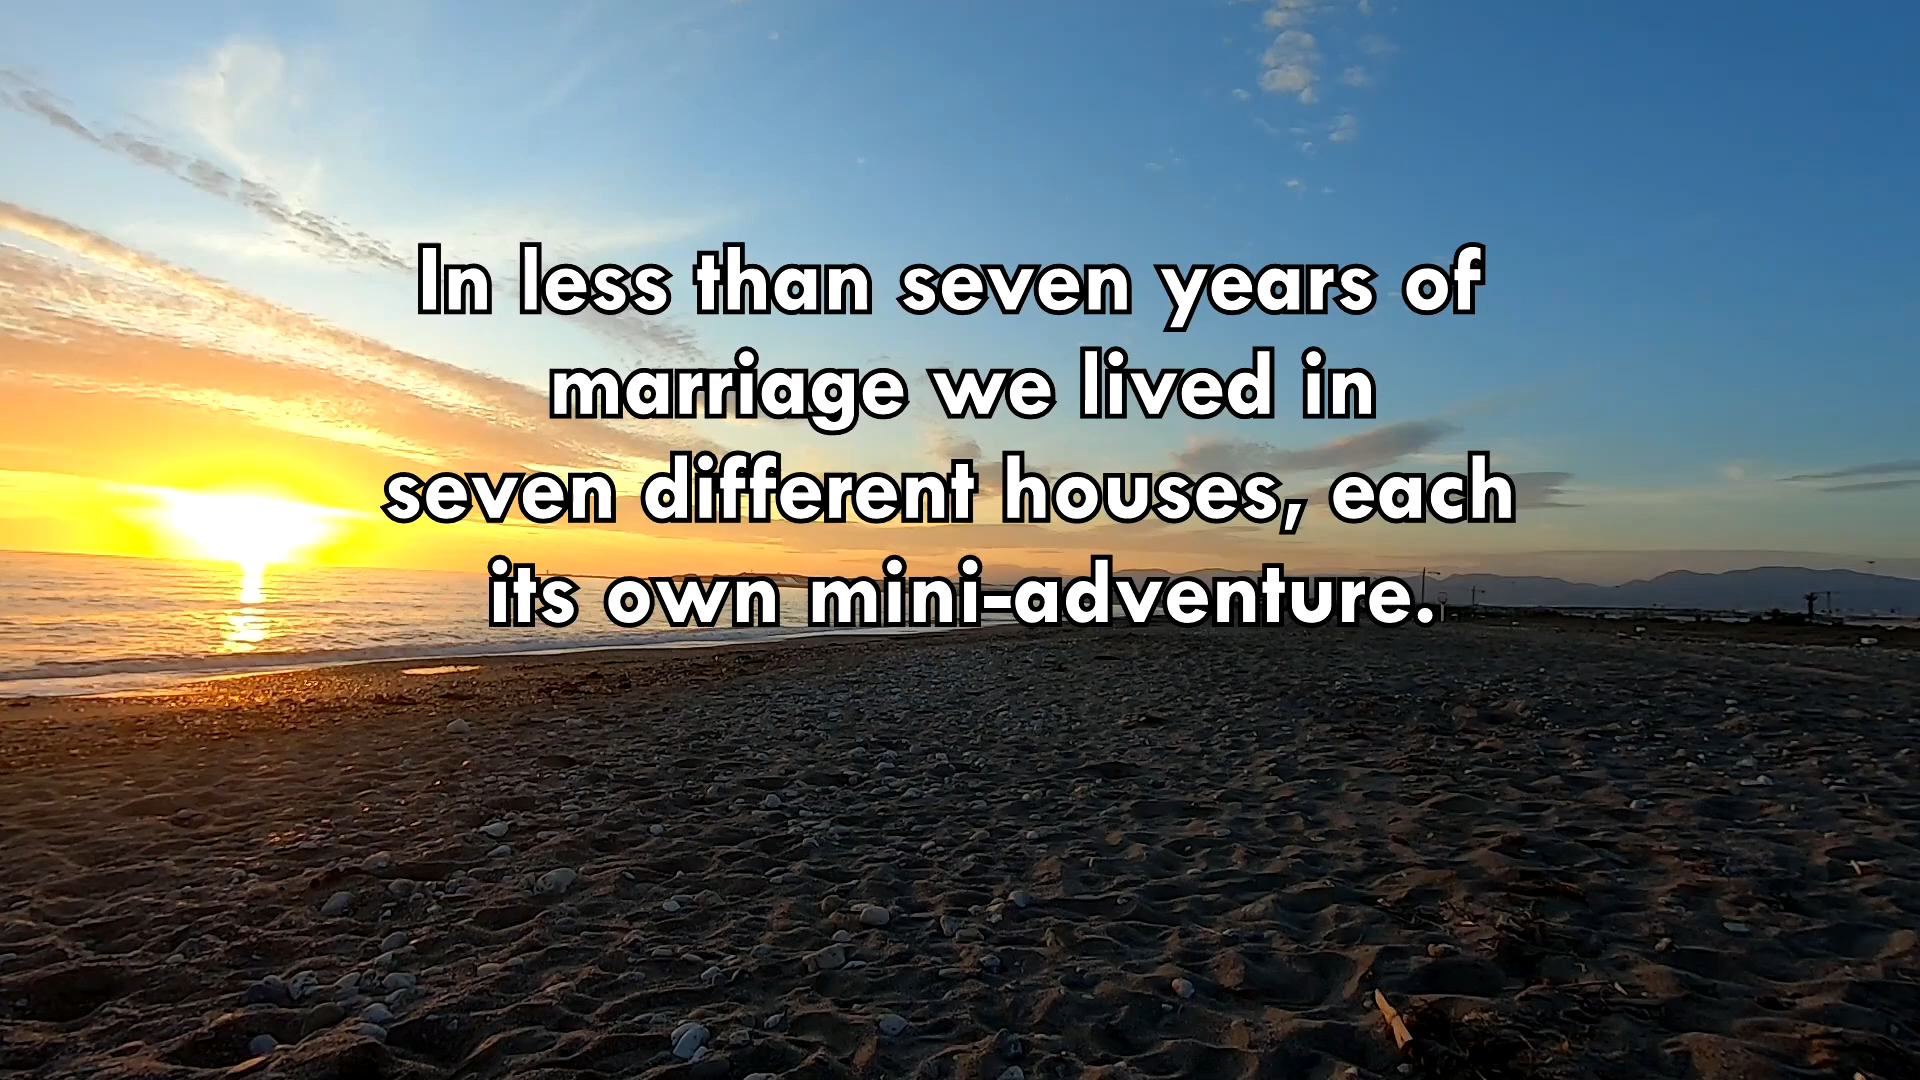 In less than seven years of
marriage we lived in
seven different houses, each
its own mini-adventure.